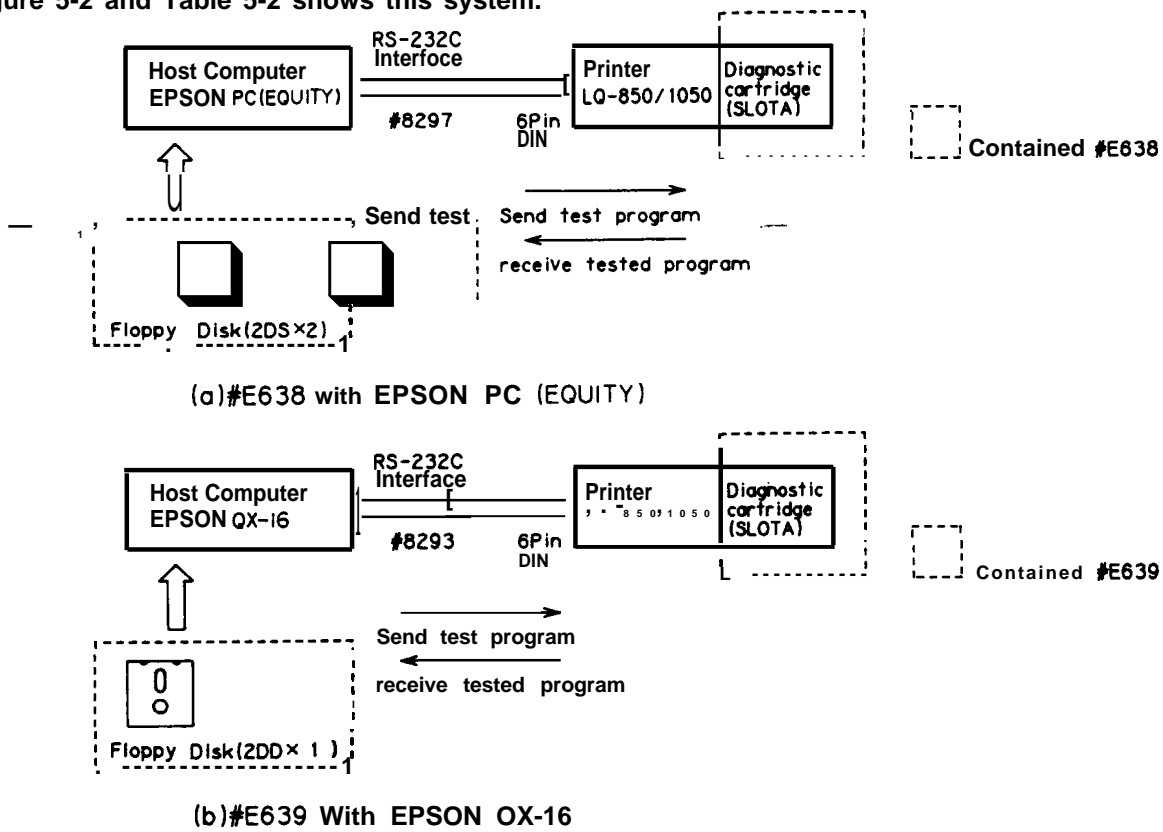 gure 5-2 and Table 5-2 shows this system.
RS-232C
Interfoce
Host Computer
EPSON PC(EQUITY)
#8297
6Pin
DIN
Printer
LQ-850/1050
Diagnostic
cartridge
(SLOTA)
Contained #E638
Send test
Send test program
receive tested program
Floppy Disk(2DS×2)
(a)#E638 with EPSON PC (EQUITY)
RS-232C
Interface
Host Computer
EPSON QX-16
#8293
6Pin
DIN
Printer
850,1050
Diagnostic
cartridge
(SLOTA)
Contained #E639
Send test program
receive tested program
Floppy Disk(2DD× 1 )
(b)#E639 With EPSON OX-16